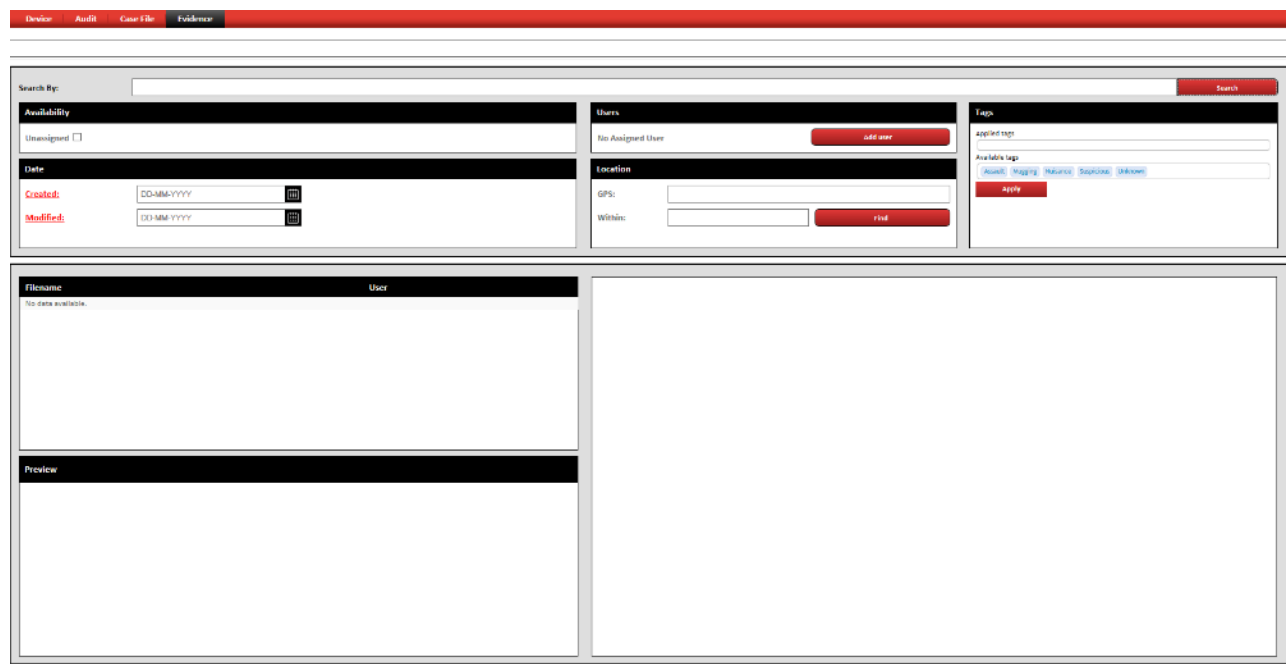 Device Audit Case File Evidence
Search By: Search
Availability
Unassigned
Date
Created: DD-MM-YYYY
Modified: DD-MM-YYYY
Users
No Assigned User Add user
Location
GPS:
Within: Find
Tags
Applied tags
Available tags
Assault Mugging Nuisance Suspicious Unknown
Apply
Filename User
No data available.
Preview